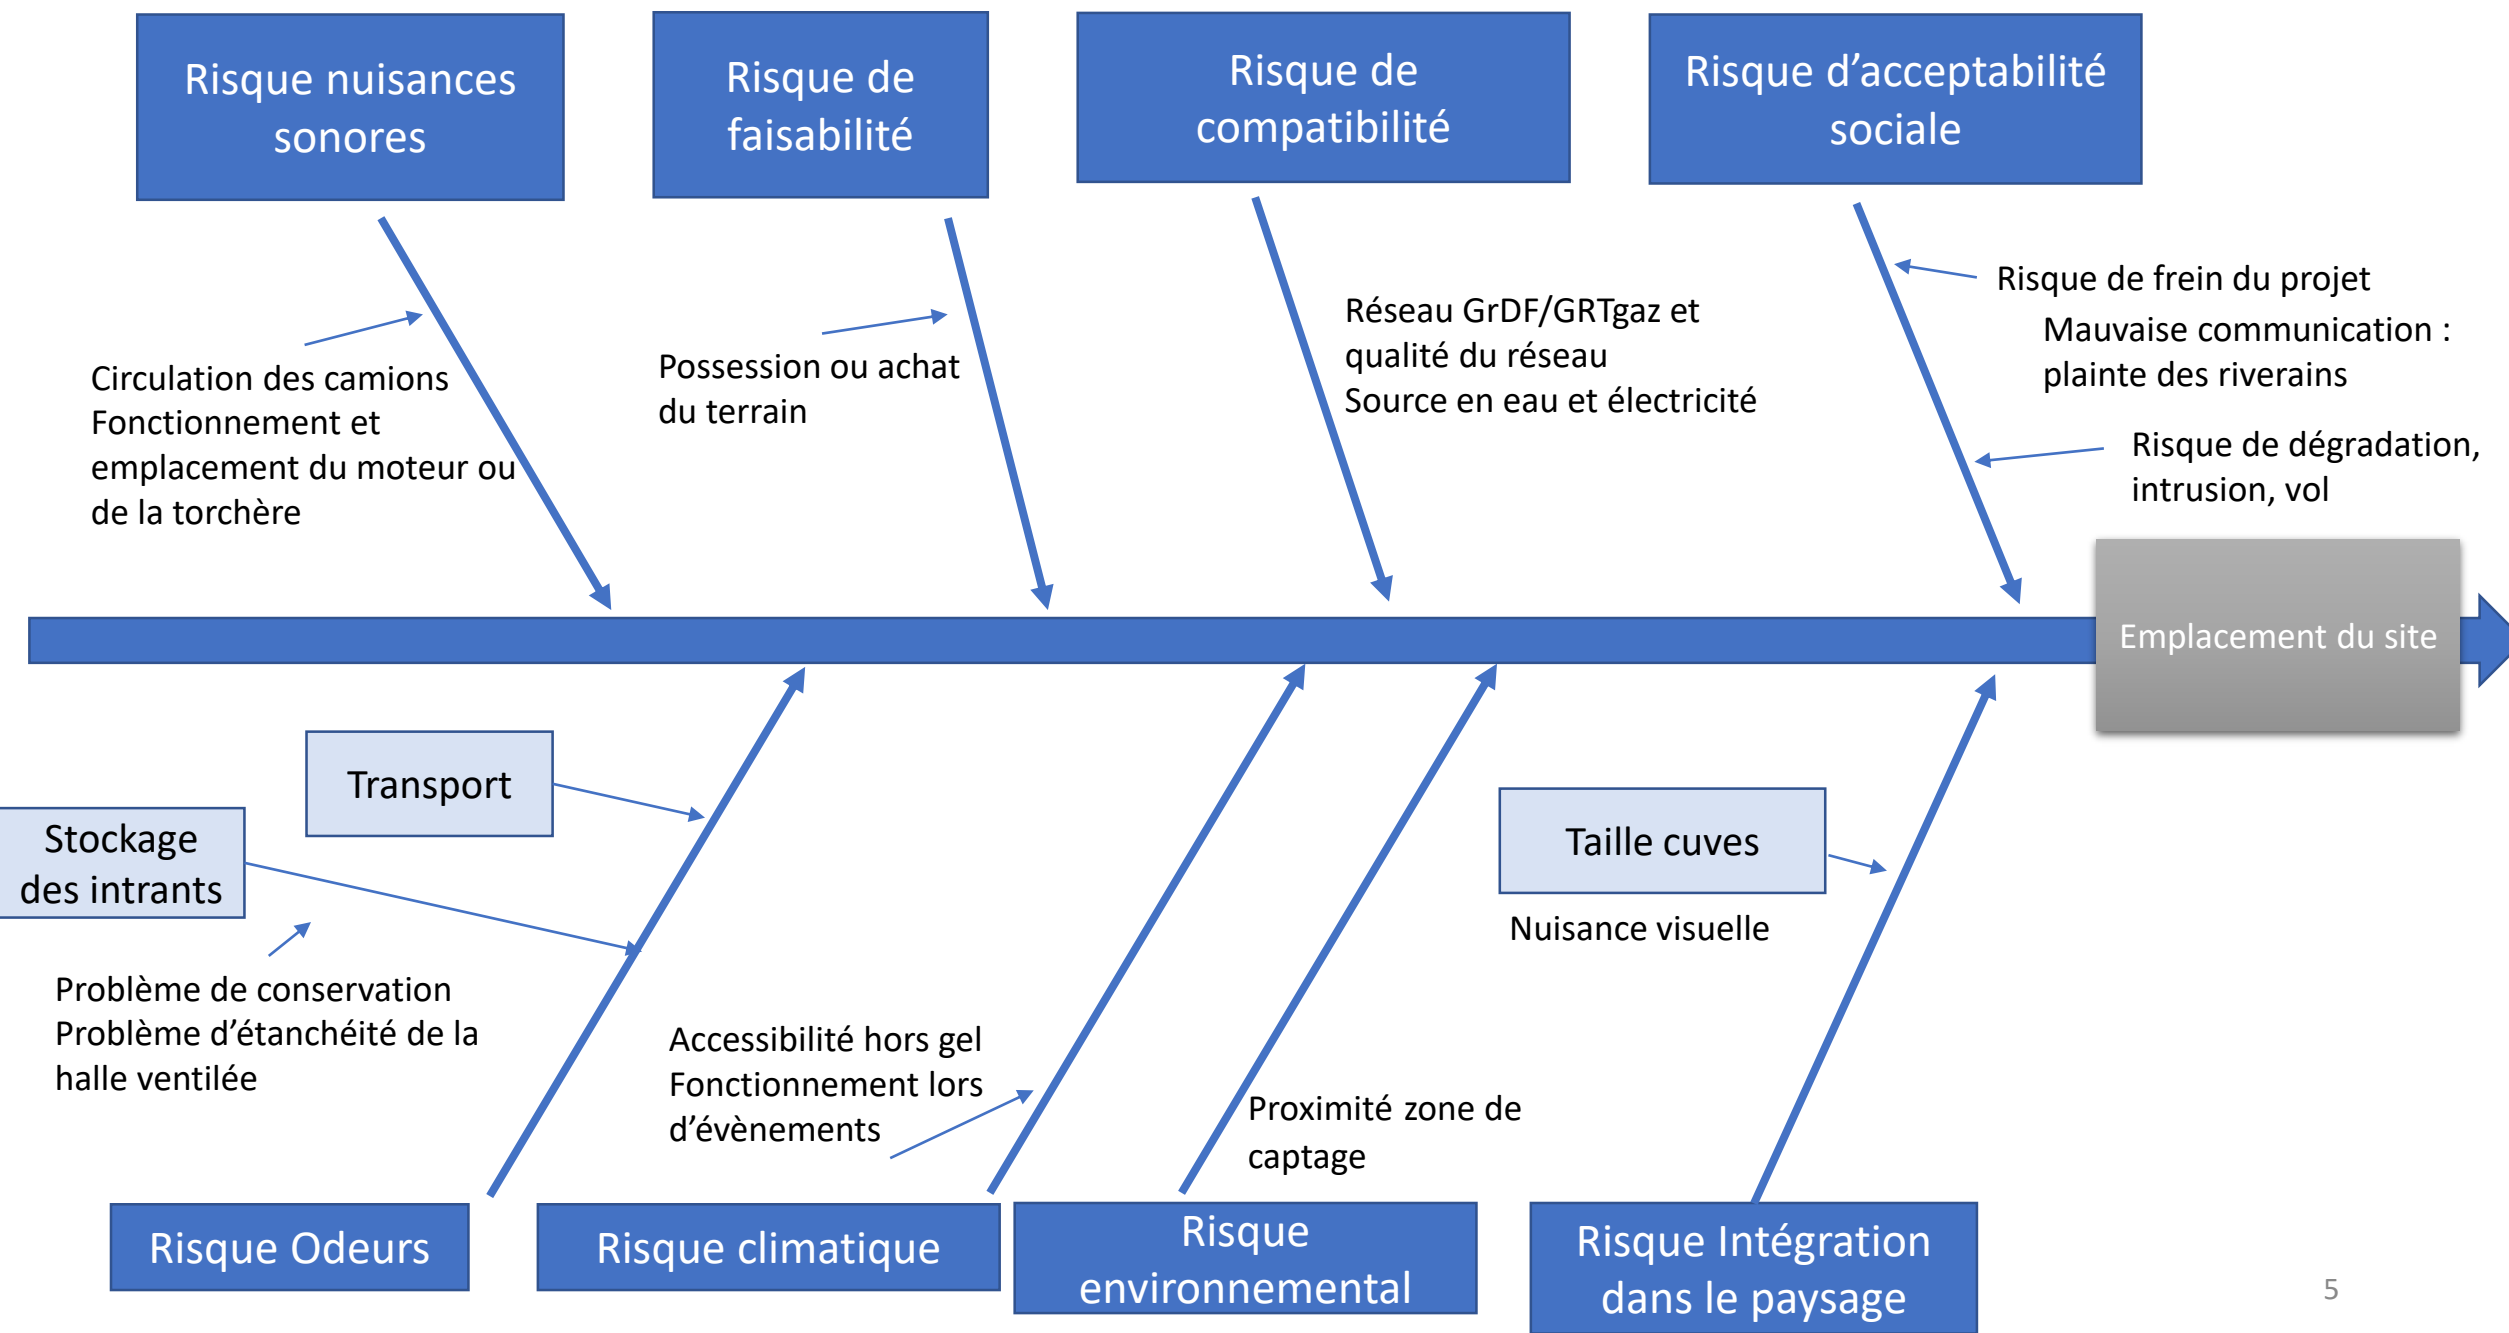 Risque nuisances
sonores
Risque de
faisabilité
Risque de
compatibilité
Risque d’acceptabilité
sociale
Circulation des camions
Fonctionnement et
emplacement du moteur ou
de la torchère
Possession ou achat
du terrain
Réseau GrDF/GRTgaz et
qualité du réseau
Source en eau et électricité
Risque de frein du projet
Mauvaise communication :
plainte des riverains
Risque de dégradation,
intrusion, vol
Emplacement du site
Transport
Stockage
des intrants
Problème de conservation
Problème d’étanchéité de la
halle ventilée
Accessibilité hors gel
Fonctionnement lors
d’évènements
Proximité zone de
captage
Taille cuves
Nuisance visuelle
Risque Odeurs
Risque climatique
Risque
environnemental
Risque Intégration
dans le paysage
5